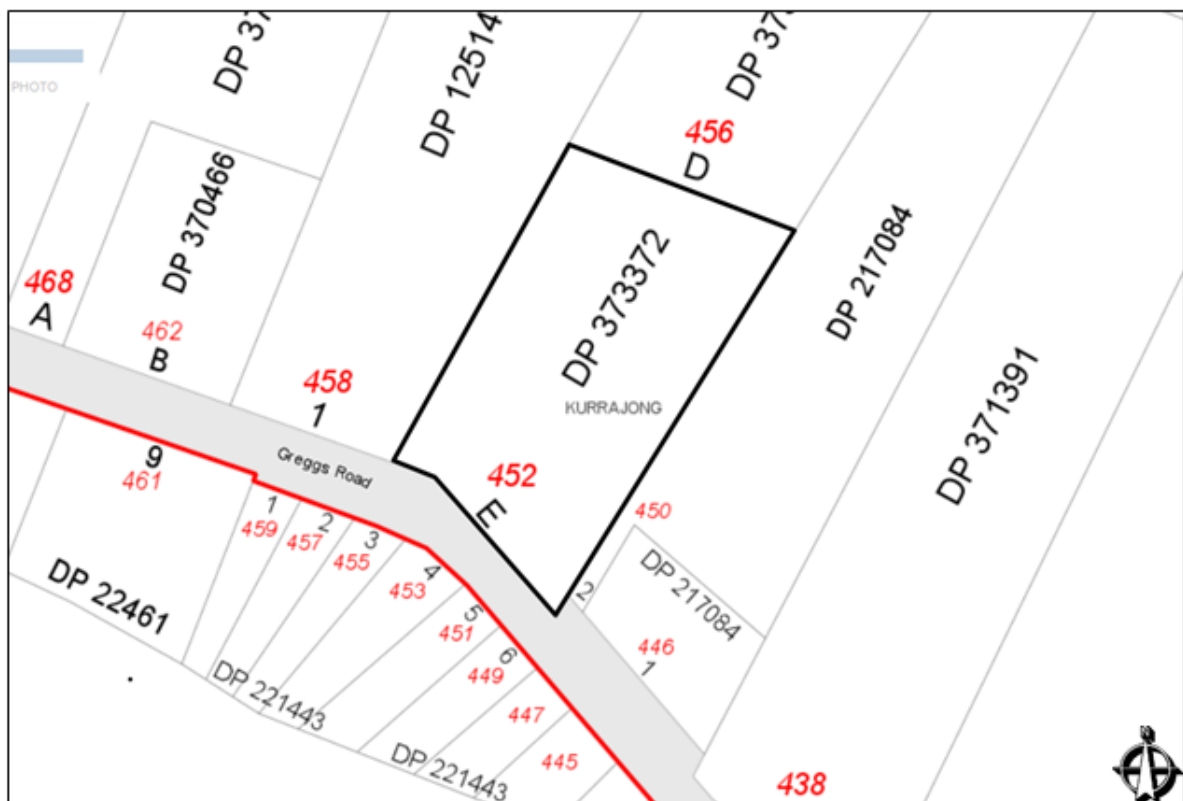 PHOTO
DP 37
DP 12514
DP 37
456
D
DP 370466
DP 373372
DP 217084
468
A
462
B
458
1
KURRAJONG
DP 371391
9
461
Greggs Road
452
E
450
1
459
2
457
3
455
4
453
5
451
6
449
447
445
2
DP 217084
446
1
DP 22461
DP 221443
DP 221443
438